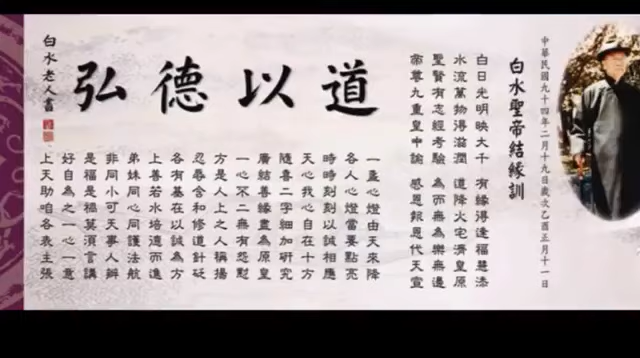 中華民國九十四年二月十九日歲次乙酉正月十一日
白水聖帝結緣訓
白日光明映大千 有緣得逢福慧添
水流萬物得滋潤 道降火宅濟皇原
聖賢有志經考驗 為而無為樂無邊
帝尊九重皇中諭 感恩報恩代天宣
道以德弘
一盞心燈由天來降
各人心燈當要點亮
時時刻刻以誠相應
天心我心自在十方
隨喜二字細加研究
廣結善緣盡為原皇
一心不二無有怨懟
方是人上之人稱揚
忍辱含和修道針砭
各有基在以誠為方
上善若水培德而進
弟妹同心同護法航
非同小可天事人辦
是福是禍莫須言講
好自為之一心一意
上天助咱各表主張
白水老人書